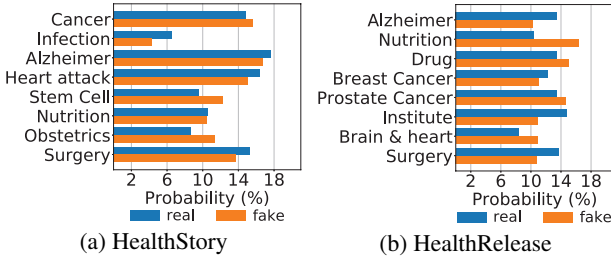 Cancer
Infection
Alzheimer
Heart attack
Stem Cell
Nutrition
Obstetrics
Surgery
2 6 10 14 18
Probability (%)
real fake
(a) HealthStory
Alzheimer
Nutrition
Drug
Breast Cancer
Prostate Cancer
Institute
Brain & heart
Surgery
2 6 10 14 18
Probability (%)
real fake
(b) HealthRelease